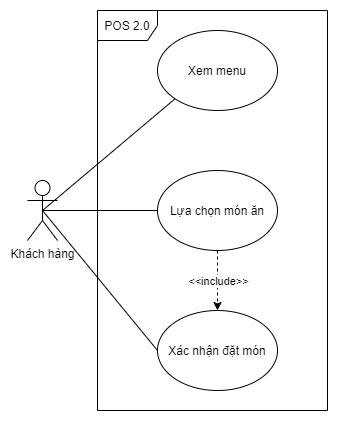 POS 2.0
Xem menu
Lựa chọn món ăn
Khách hàng
<<include>>
Xác nhận đặt món